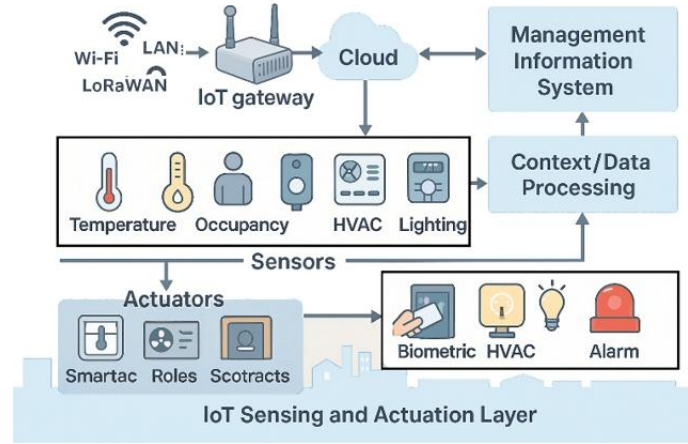 Wi-Fi
LAN
LoRaWAN
IoT gateway
Cloud
Management
Information
System
Context/Data
Processing
Temperature
Occupancy
HVAC
Lighting
Sensors
Actuators
Smartac
Roles
Scotracts
Biometric
HVAC
Alarm
IoT Sensing and Actuation Layer